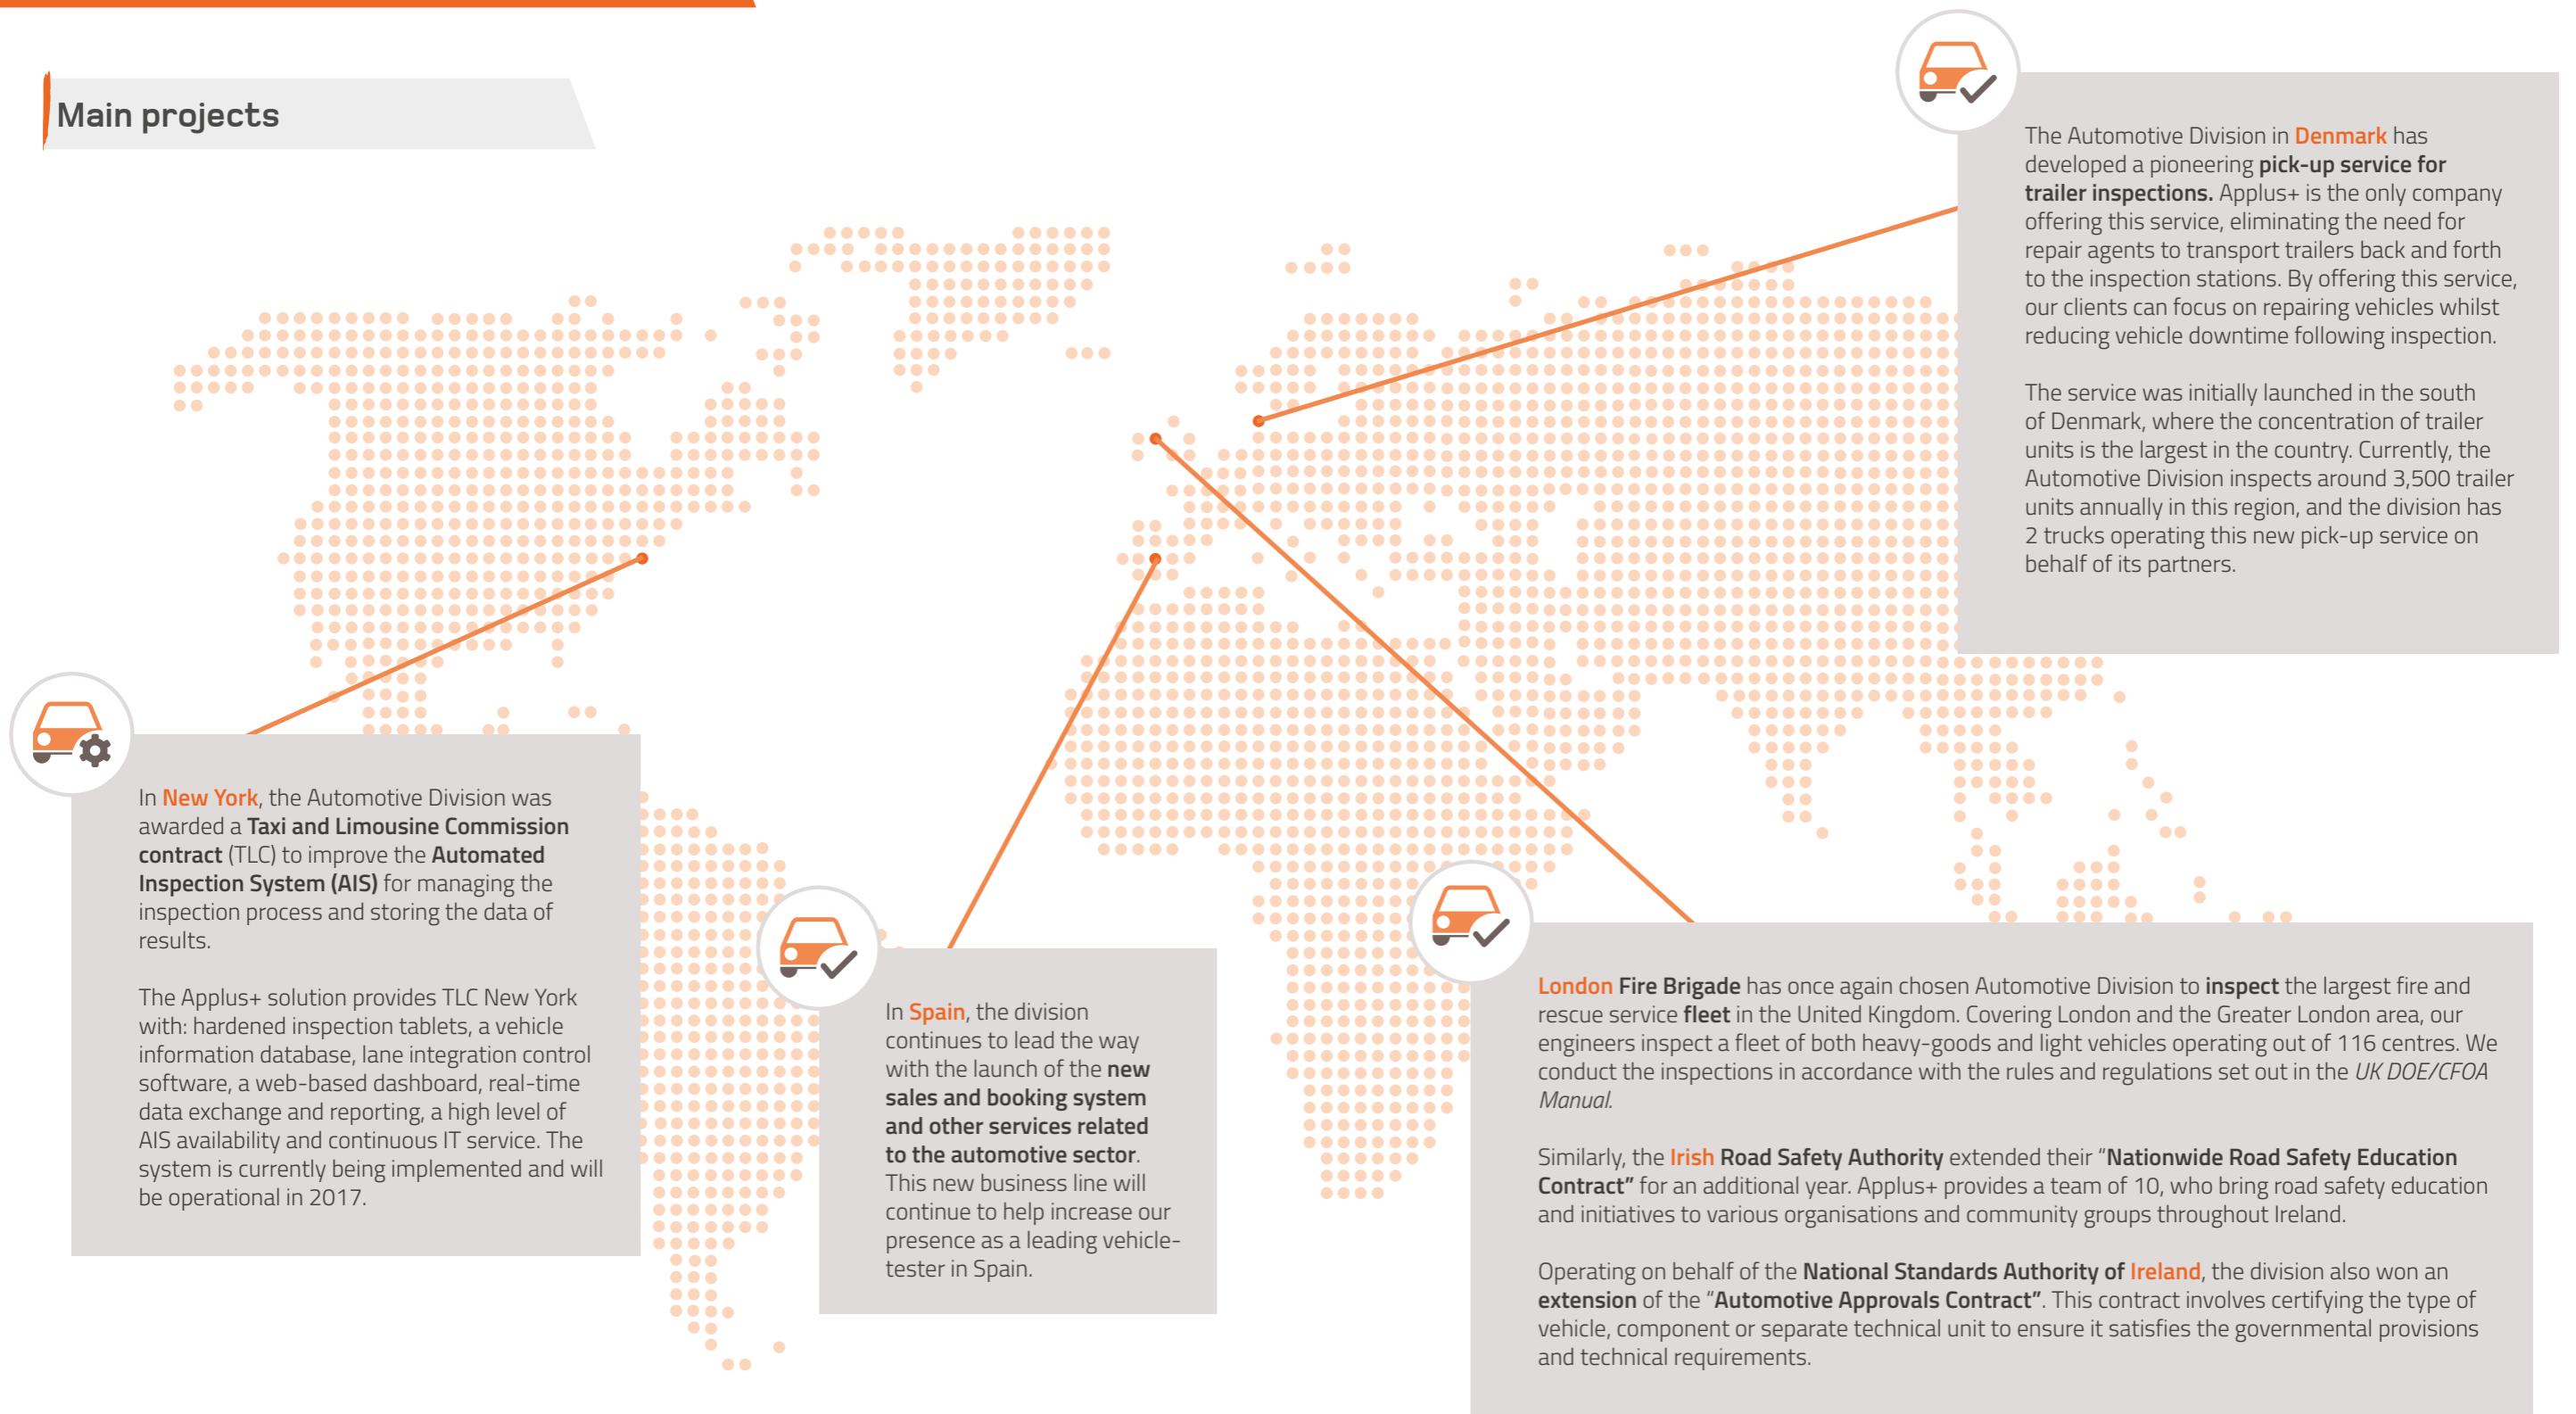 Main projects
The Automotive Division in Denmark has
developed a pioneering pick-up service for
trailer inspections. Applus+ is the only company
offering this service, eliminating the need for
repair agents to transport trailers back and forth
to the inspection stations. By offering this service,
our clients can focus on repairing vehicles whilst
reducing vehicle downtime following inspection.
The service was initially launched in the south
of Denmark, where the concentration of trailer
units is the largest in the country. Currently, the
Automotive Division inspects around 3,500 trailer
units annually in this region, and the division has
2 trucks operating this new pick-up service on
behalf of its partners.
In New York, the Automotive Division was
awarded a Taxi and Limousine Commission
contract (TLC) to improve the Automated
Inspection System (AIS) for managing the
inspection process and storing the data of
results.
The Applus+ solution provides TLC New York
with: hardened inspection tablets, a vehicle
information database, lane integration control
software, a web-based dashboard, real-time
data exchange and reporting, a high level of
AIS availability and continuous IT service. The
system is currently being implemented and will
be operational in 2017.
In Spain, the division
continues to lead the way
with the launch of the new
sales and booking system
and other services related
to the automotive sector.
This new business line will
continue to help increase our
presence as a leading vehicle-
tester in Spain.
London Fire Brigade has once again chosen Automotive Division to inspect the largest fire and
rescue service fleet in the United Kingdom. Covering London and the Greater London area, our
engineers inspect a fleet of both heavy-goods and light vehicles operating out of 116 centres. We
conduct the inspections in accordance with the rules and regulations set out in the UK DOE/CFOA
Manual.
Similarly, the Irish Road Safety Authority extended their “Nationwide Road Safety Education
Contract” for an additional year. Applus+ provides a team of 10, who bring road safety education
and initiatives to various organisations and community groups throughout Ireland.
Operating on behalf of the National Standards Authority of Ireland, the division also won an
extension of the “Automotive Approvals Contract”. This contract involves certifying the type of
vehicle, component or separate technical unit to ensure it satisfies the governmental provisions
and technical requirements.